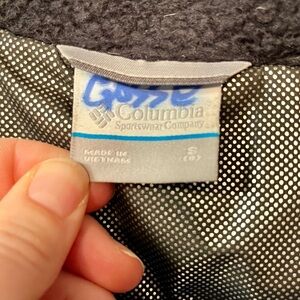 Columbia
Sportswear Company
MADE IN
VIETNAM
S
(8)